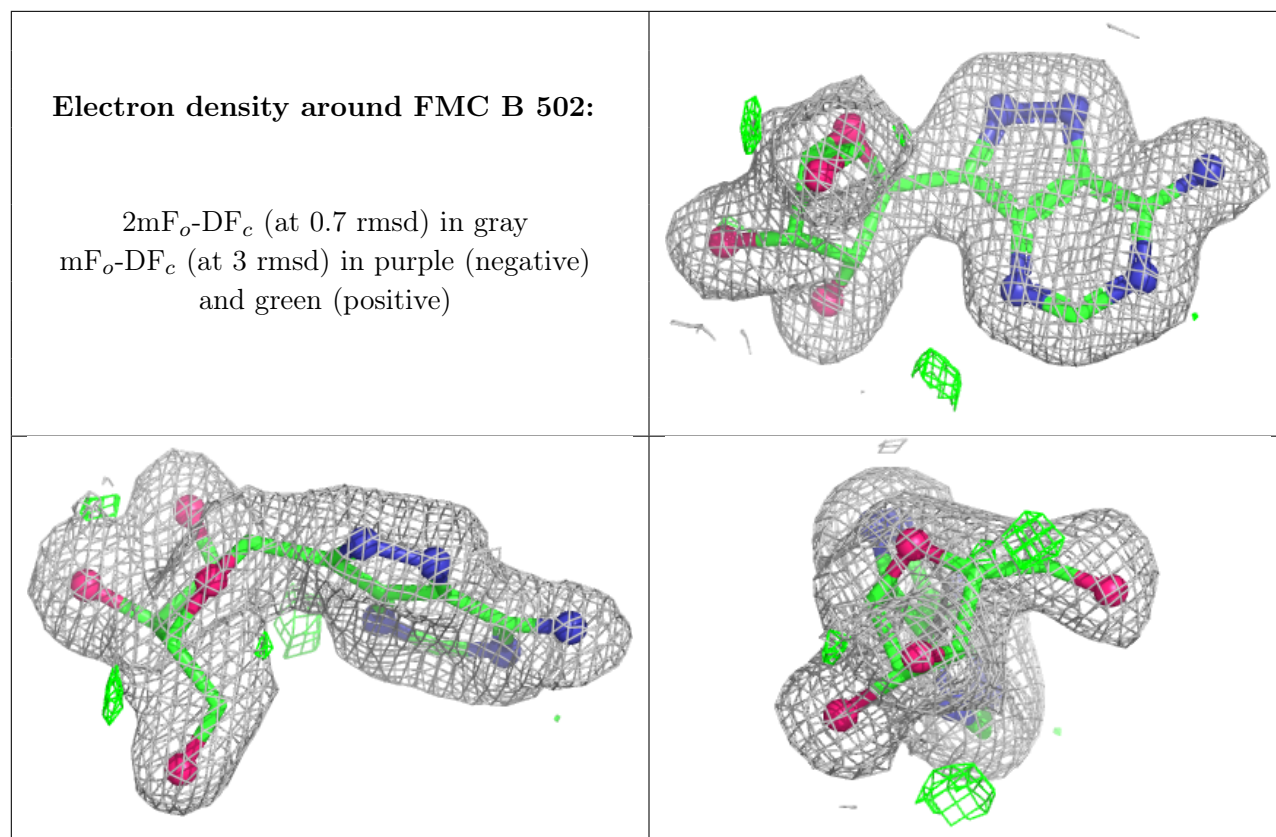 Electron density around FMC B 502:
2mFₒ-DF𝑐 (at 0.7 rmsd) in gray
mFₒ-DF𝑐 (at 3 rmsd) in purple (negative)
and green (positive)